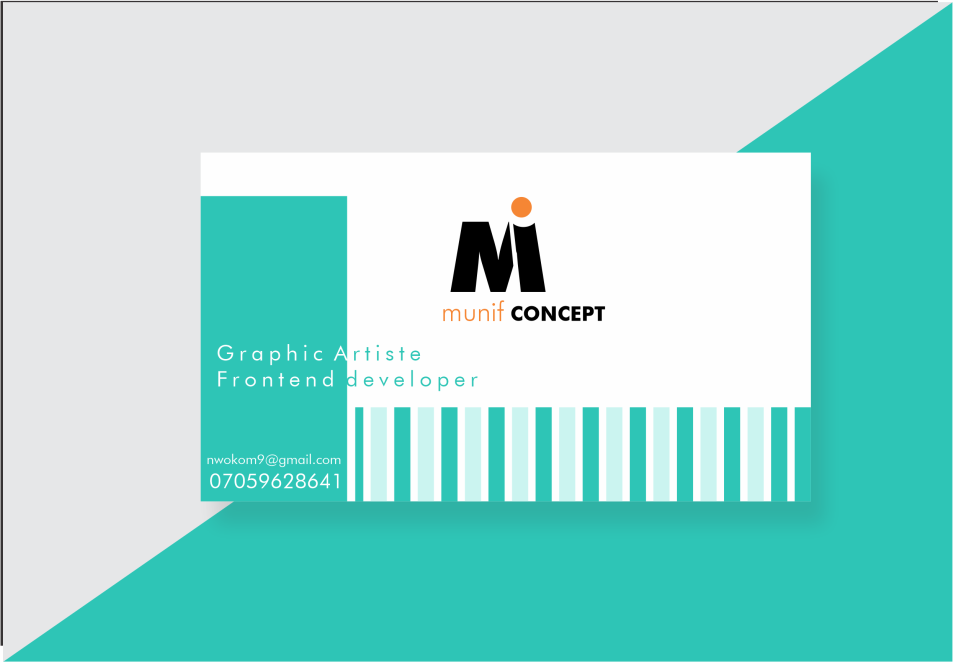 Mi
munif CONCEPT
Graphic Artiste
Frontend developer
nwokom9@gmail.com
07059628641